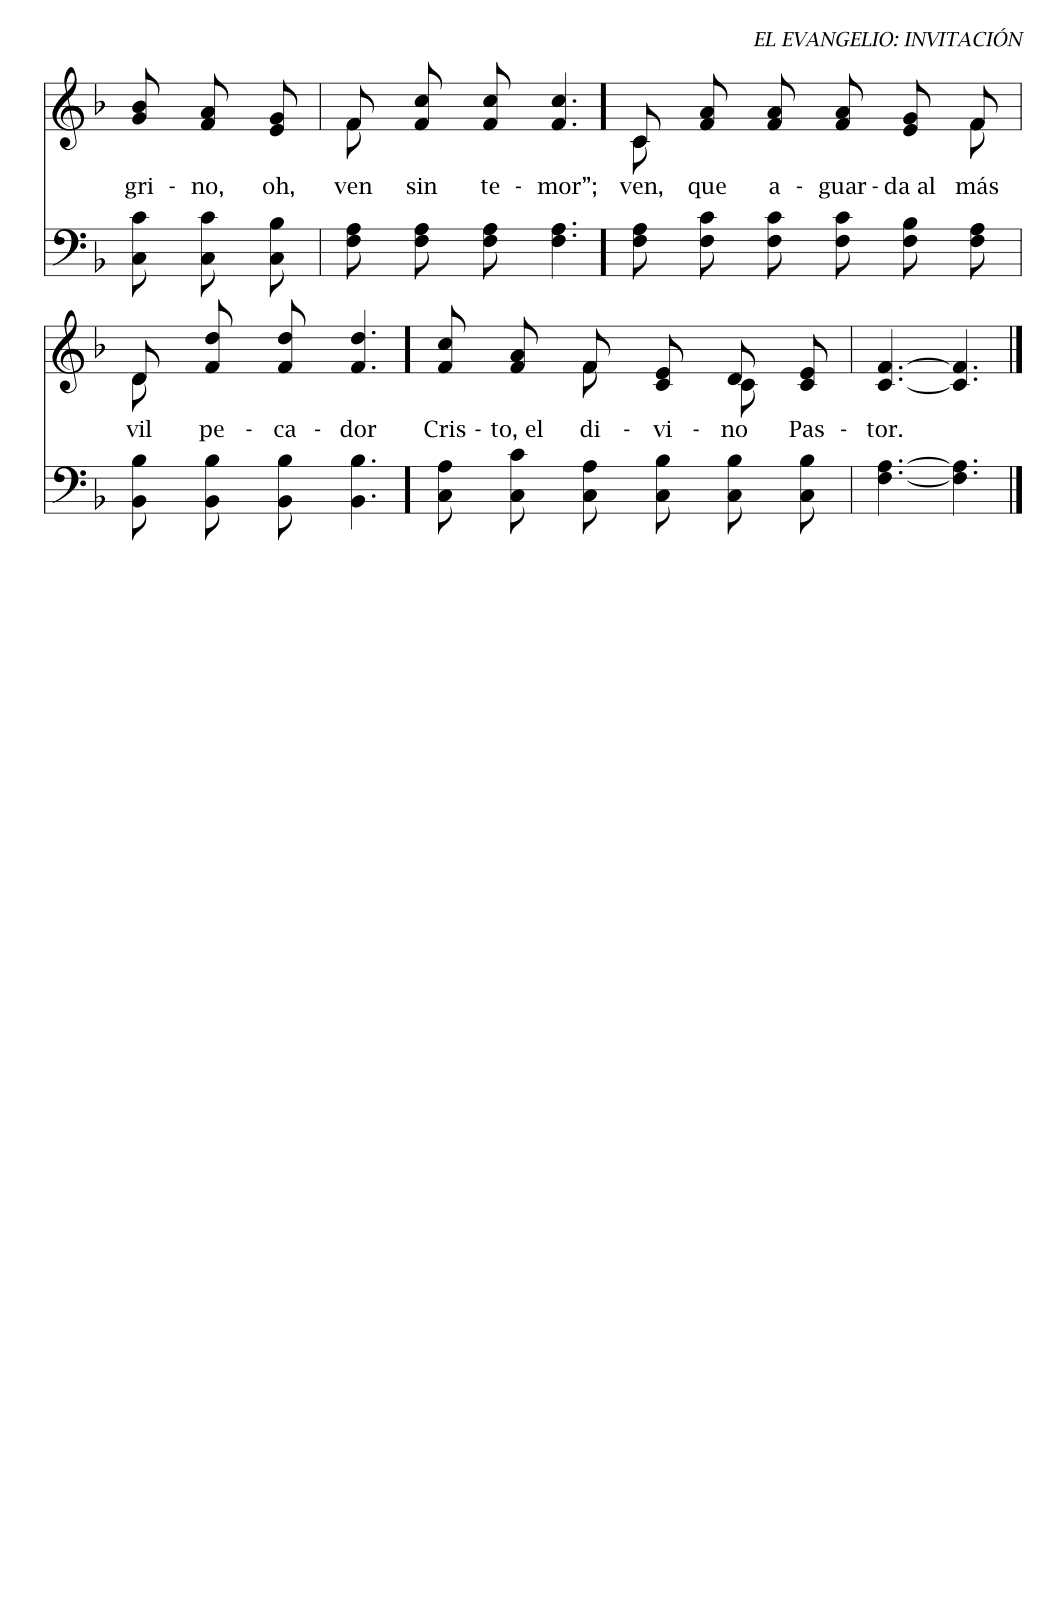 EL EVANGELIO: INVITACIÓN
gri - no, oh, ven sin te - mor”; ven, que a - guar - da al más
vil pe - ca - dor Cris - to, el di - vi - no Pas - tor.